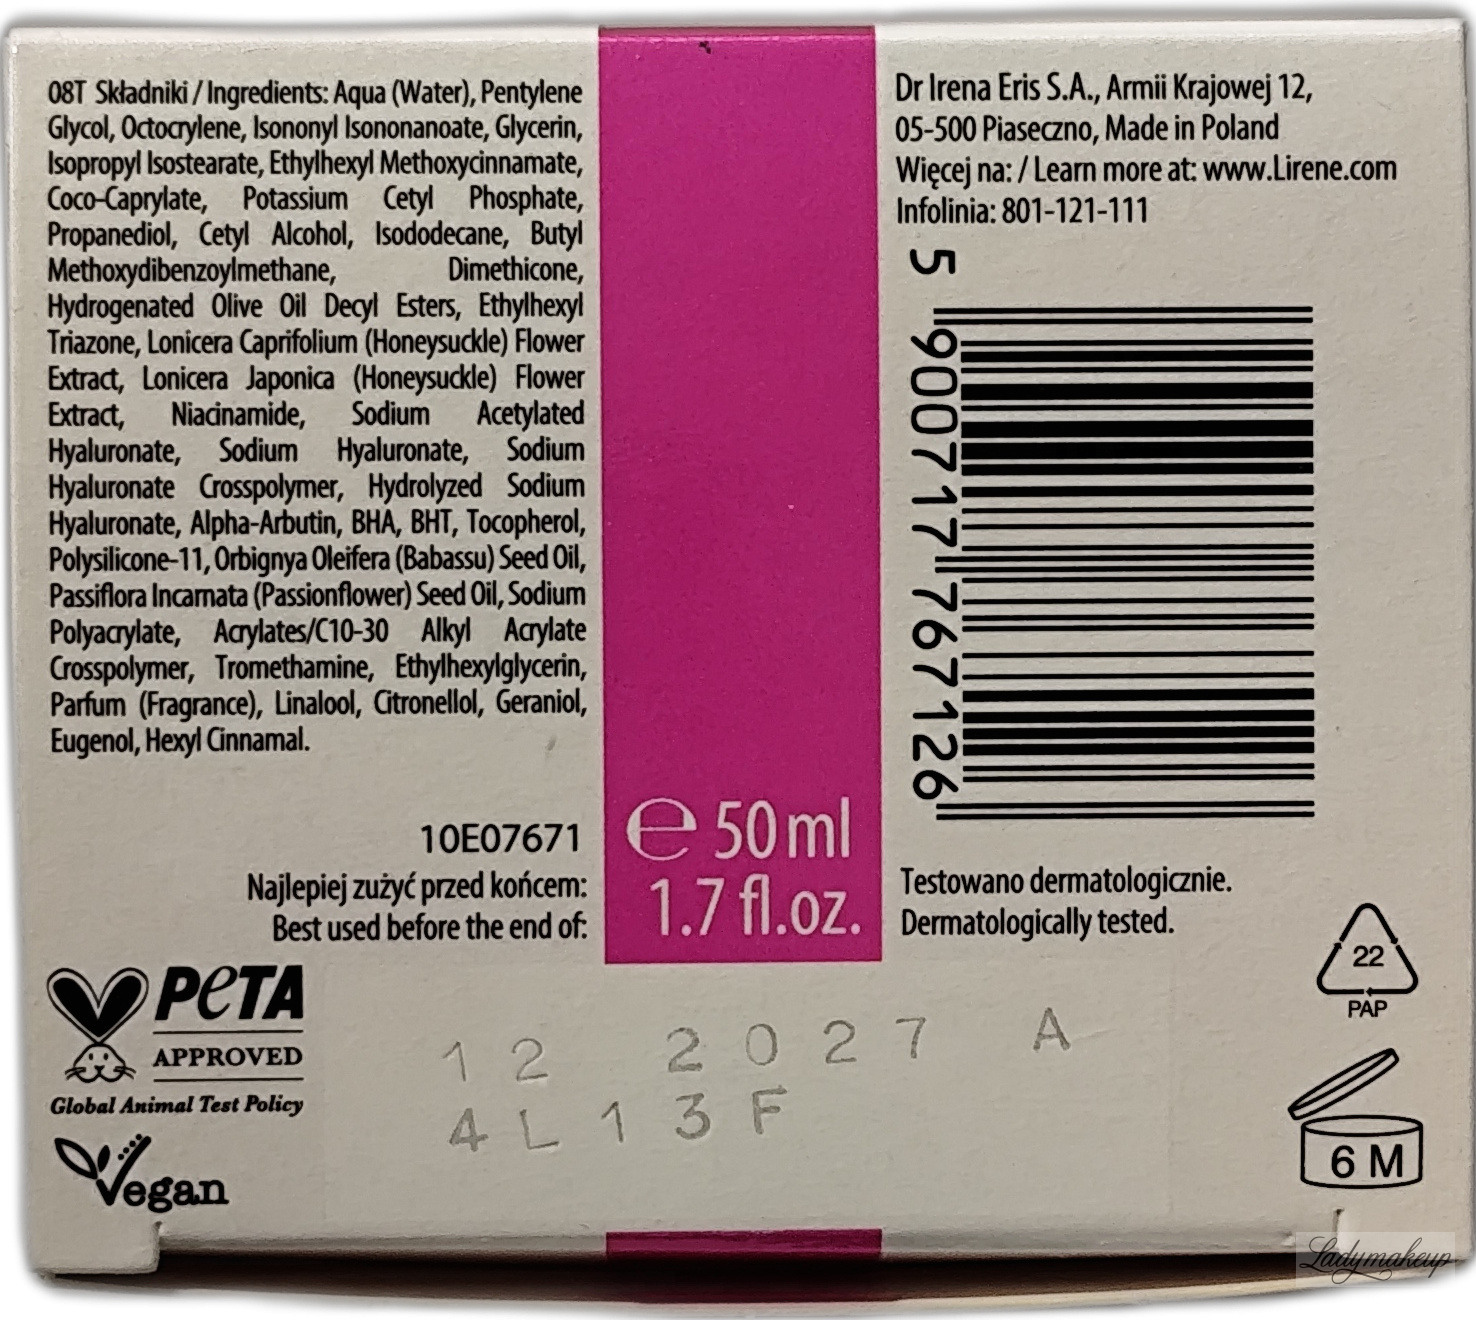 08T Składniki / Ingredients: Aqua (Water), Pentylene
Glycol, Octocrylene, Isononyl Isononanoate, Glycerin,
Isopropyl Isostearate, Ethylhexyl Methoxycinnamate,
Coco-Caprylate, Potassium Cetyl Phosphate,
Propanediol, Cetyl Alcohol, Isododecane, Butyl
Methoxydibenzoylmethane, Dimethicone,
Hydrogenated Olive Oil Decyl Esters, Ethylhexyl
Triazone, Lonicera Caprifolium (Honeysuckle) Flower
Extract, Lonicera Japonica (Honeysuckle) Flower
Extract, Niacinamide, Sodium Acetylated
Hyaluronate, Sodium Hyaluronate, Sodium
Hyaluronate Crosspolymer, Hydrolyzed Sodium
Hyaluronate, Alpha-Arbutin, BHA, BHT, Tocopherol,
Polysilicone-11, Orbignya Oleifera (Babassu) Seed Oil,
Passiflora Incarnata (Passionflower) Seed Oil, Sodium
Polyacrylate, Acrylates/C10-30 Alkyl Acrylate
Crosspolymer, Tromethamine, Ethylhexylglycerin,
Parfum (Fragrance), Linalool, Citronellol, Geraniol,
Eugenol, Hexyl Cinnamal.
10E07671
Najlepiej zużyć przed końcem:
Best used before the end of:
PETA
APPROVED
Global Animal Test Policy
Vegan
12 2027 A
4L13F
e 50 ml
1.7 fl.oz.
Dr Irena Eris S.A., Armii Krajowej 12,
05-500 Piaseczno, Made in Poland
Więcej na: / Learn more at: www.Lirene.com
Infolinia: 801-121-111
5 900717 767126
Testowano dermatologicznie.
Dermatologically tested.
22
PAP
6 M
Ladymakeup